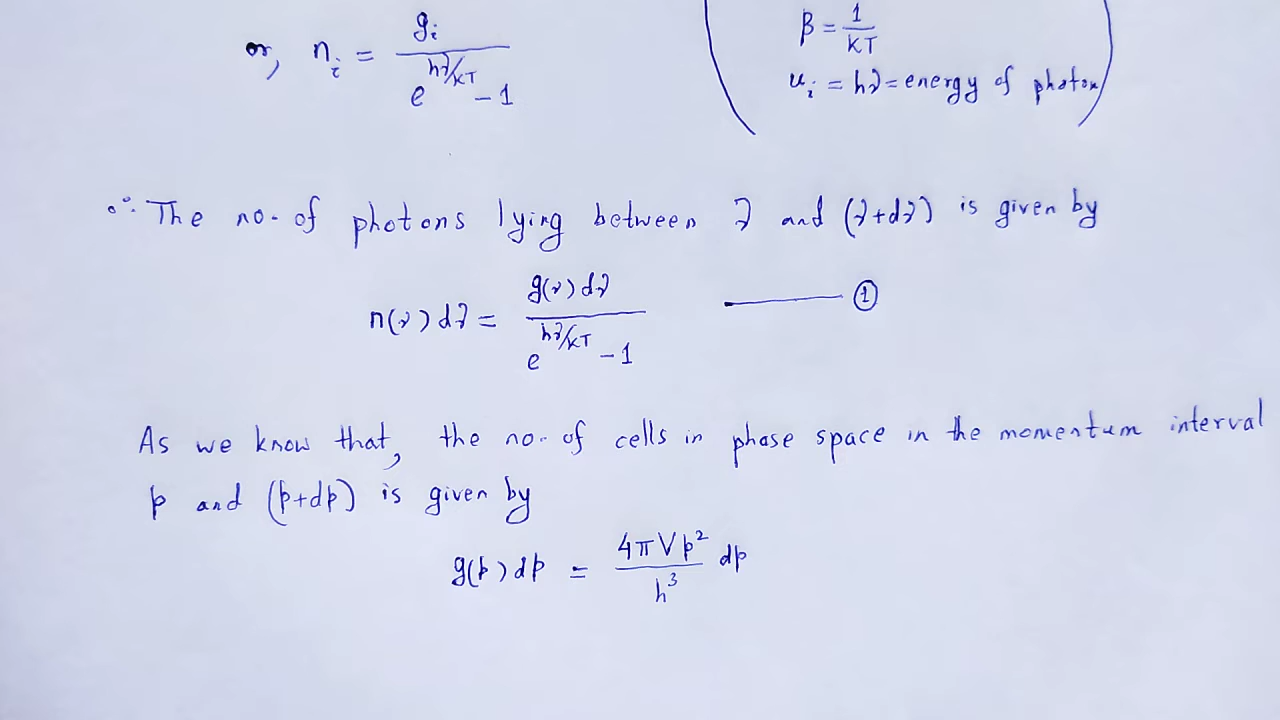 or, nᵢ = gᵢ / (e^(hν/KT) - 1)
β = 1/KT
uᵢ = hν = energy of photon
∴ The no. of photons lying between ν and (ν+dν) is given by
n(ν)dν = g(ν)dν / (e^(hν/KT) - 1) —— ①
As we know that, the no. of cells in phase space in the momentum interval
p and (p+dp) is given by
g(p)dp = 4πVp²/h³ dp